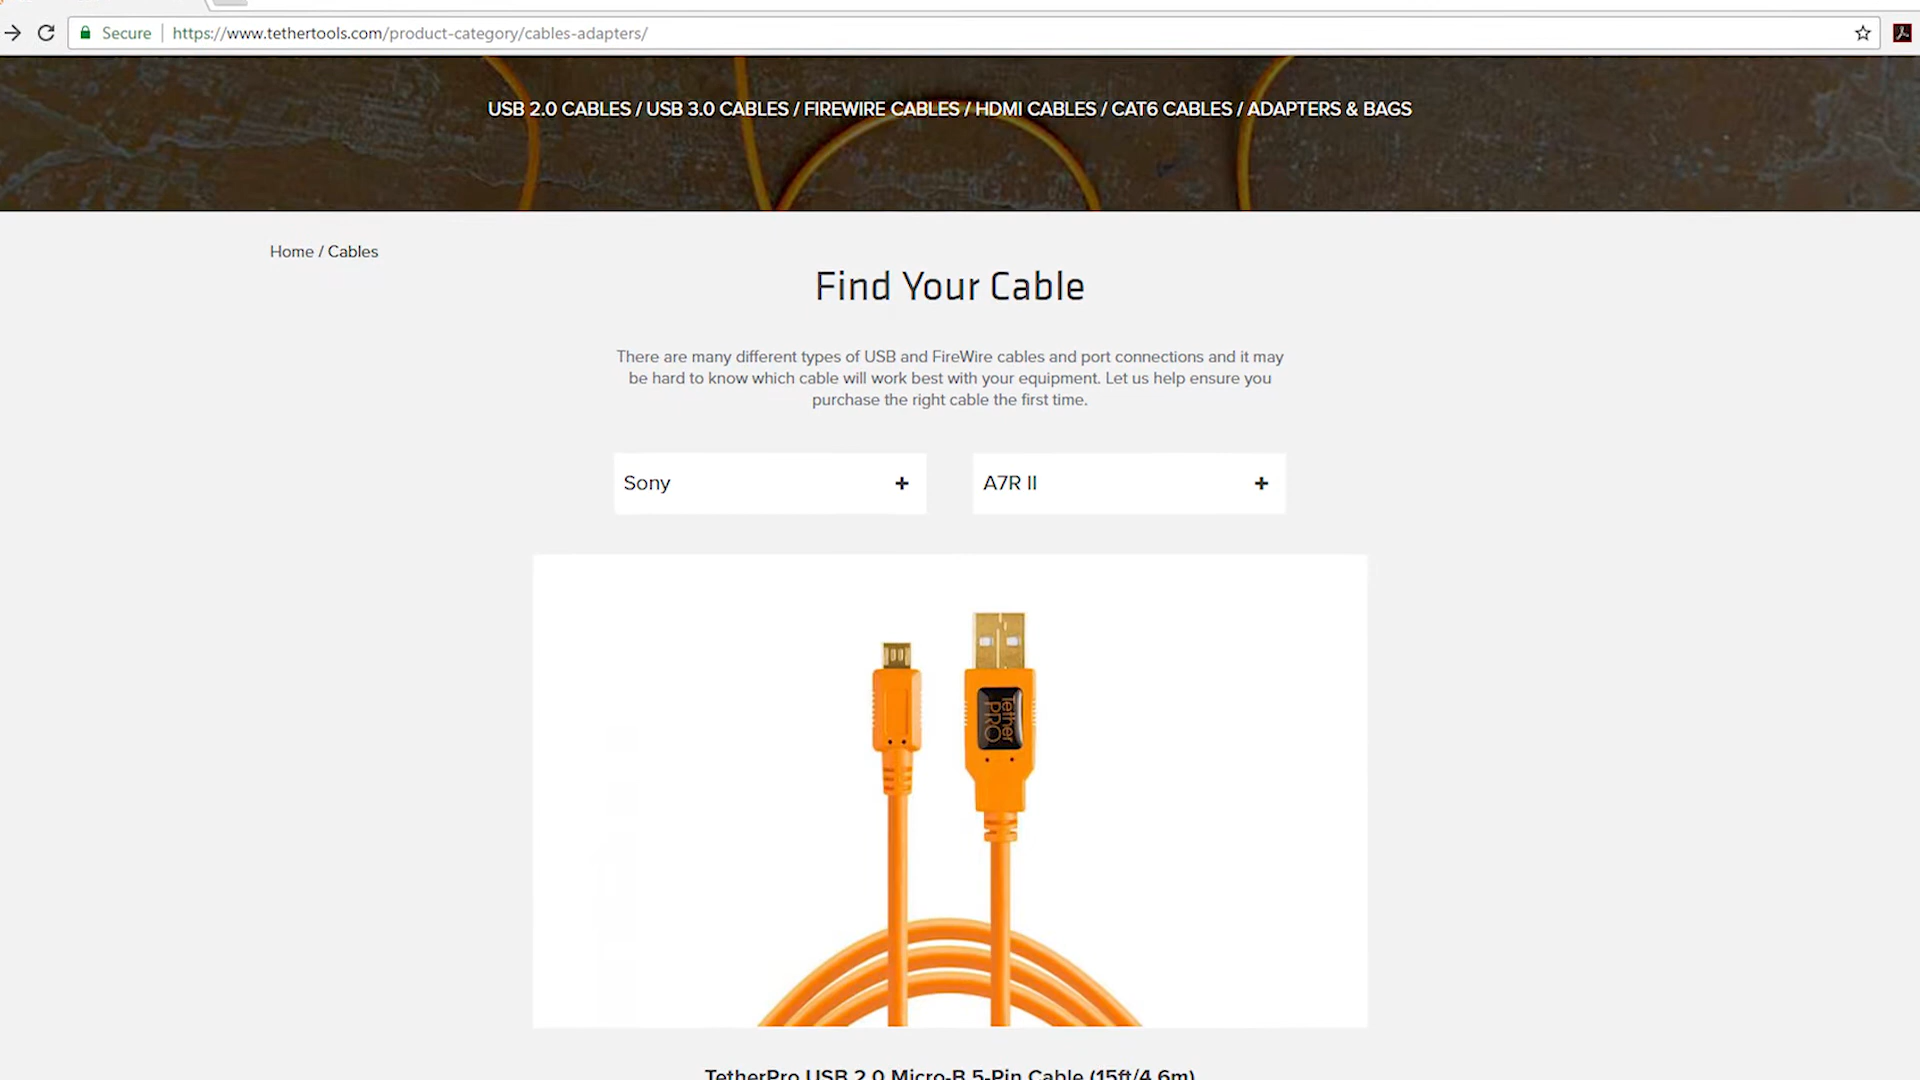 Secure https://www.tethertools.com/product-category/cables-adapters/
USB 2.0 CABLES / USB 3.0 CABLES / FIREWIRE CABLES / HDMI CABLES / CAT6 CABLES / ADAPTERS & BAGS
Home / Cables
Find Your Cable
There are many different types of USB and FireWire cables and port connections and it may
be hard to know which cable will work best with your equipment. Let us help ensure you
purchase the right cable the first time.
Sony +
A7R II +
Tether
PRO
TetherPro USB 2.0 Micro-B 5-Pin Cable (15ft/4.6m)